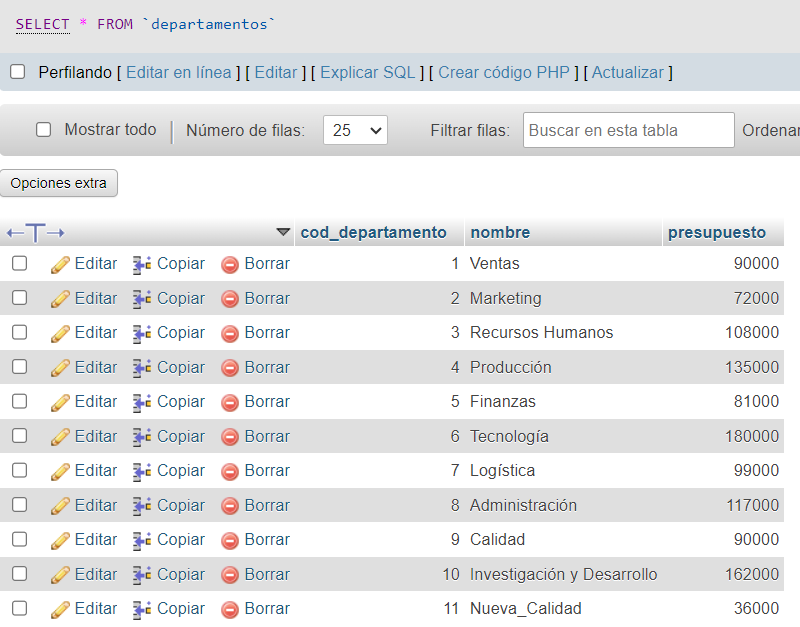 SELECT * FROM `departamentos`
Perfilando [ Editar en línea ] [ Editar ] [ Explicar SQL ] [ Crear código PHP ] [ Actualizar ]
Mostrar todo | Número de filas: 25 Filtrar filas: Buscar en esta tabla Ordenar
Opciones extra
←T→ cod_departamento nombre presupuesto
Editar Copiar Borrar 1 Ventas 90000
Editar Copiar Borrar 2 Marketing 72000
Editar Copiar Borrar 3 Recursos Humanos 108000
Editar Copiar Borrar 4 Producción 135000
Editar Copiar Borrar 5 Finanzas 81000
Editar Copiar Borrar 6 Tecnología 180000
Editar Copiar Borrar 7 Logística 99000
Editar Copiar Borrar 8 Administración 117000
Editar Copiar Borrar 9 Calidad 90000
Editar Copiar Borrar 10 Investigación y Desarrollo 162000
Editar Copiar Borrar 11 Nueva_Calidad 36000